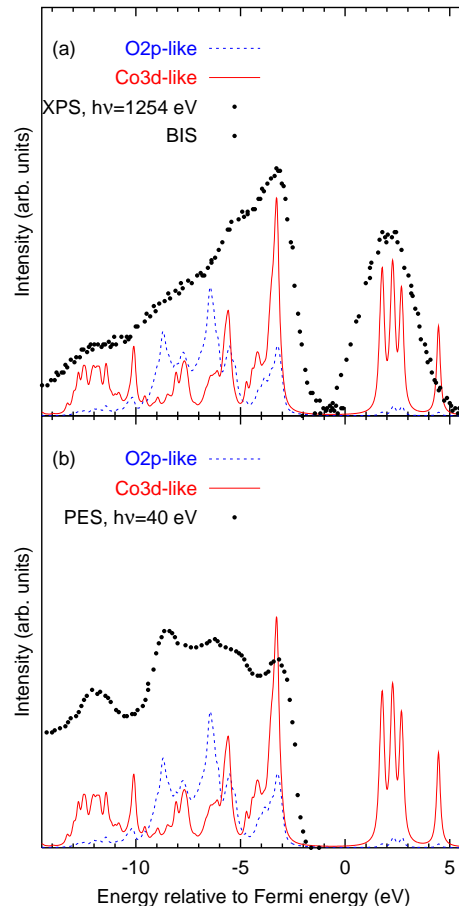 (a)
O2p-like
Co3d-like
XPS, hν=1254 eV
BIS
Intensity (arb. units)
(b)
O2p-like
Co3d-like
PES, hν=40 eV
Intensity (arb. units)
-10 -5 0 5
Energy relative to Fermi energy (eV)